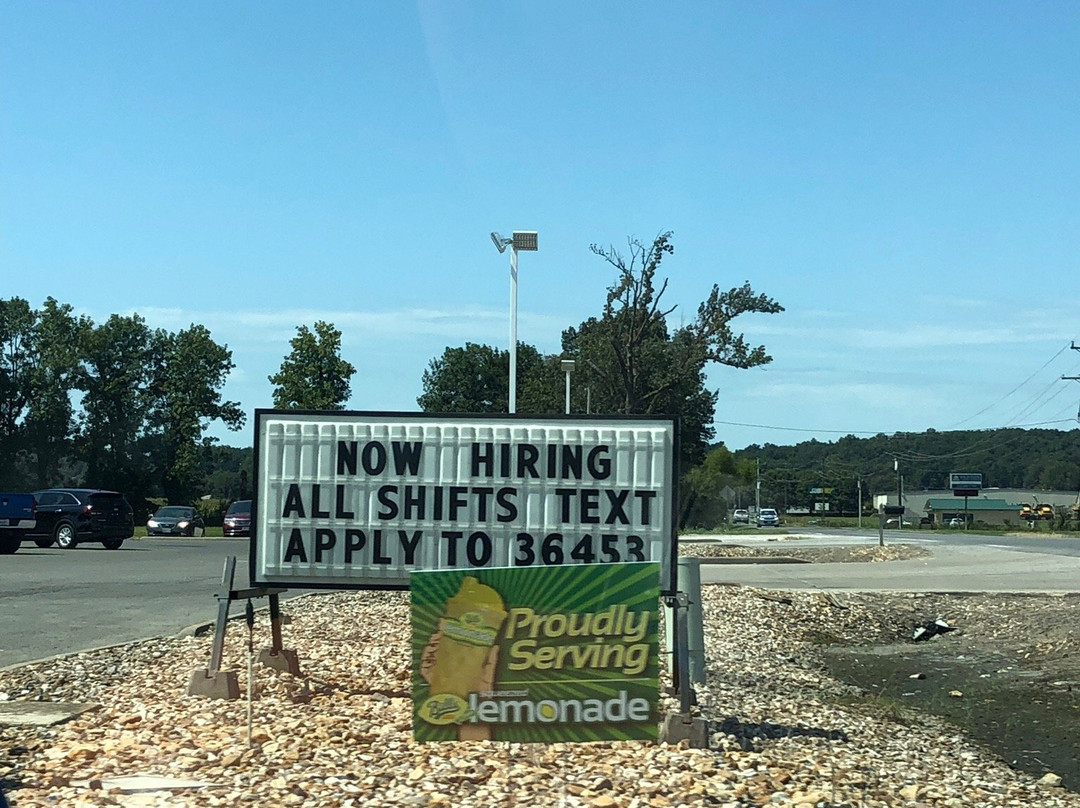 NOW HIRING
ALL SHIFTS TEXT
APPLY TO 36453
Proudly
Serving
lemonade